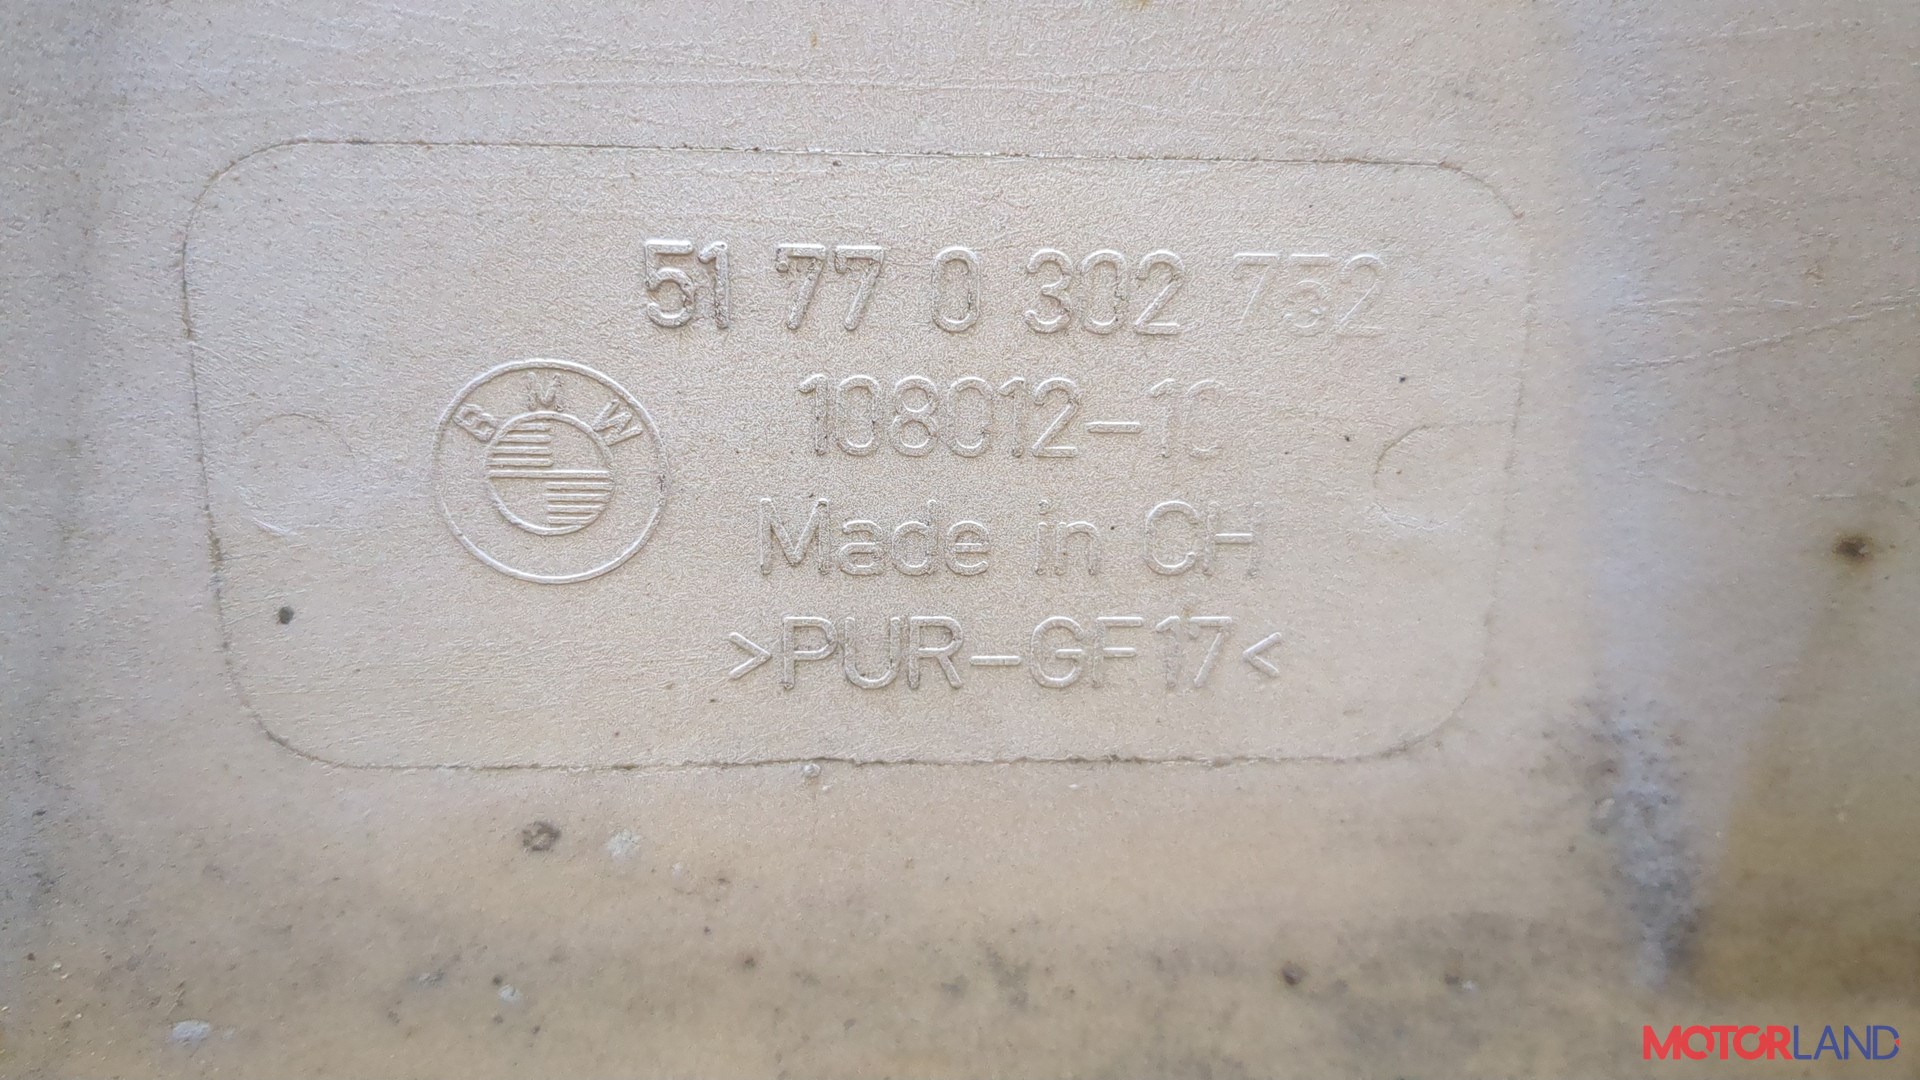 51 77 0 302 752
108012-10
BMW
Made in CH
>PUR-GF17<
MOTORLAND